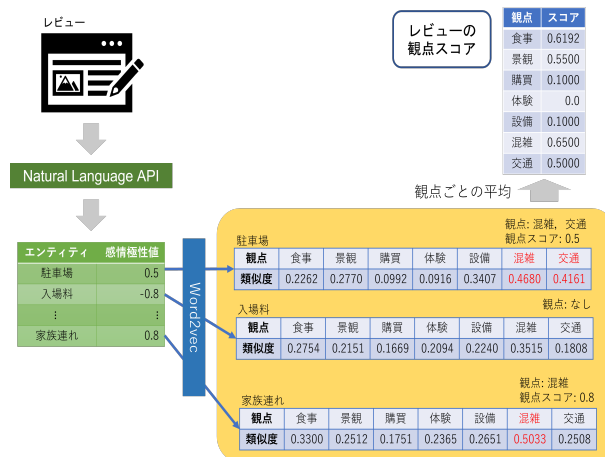 レビュー
Natural Language API
エンティティ 感情極性値
駐車場 0.5
入場料 -0.8
⋮ ⋮
家族連れ 0.8
Word2vec
レビューの
観点スコア
観点 スコア
食事 0.6192
景観 0.5500
購買 0.1000
体験 0.0
設備 0.1000
混雑 0.6500
交通 0.5000
観点ごとの平均
観点: 混雑，交通
観点スコア: 0.5
駐車場
観点 食事 景観 購買 体験 設備 混雑 交通
類似度 0.2262 0.2770 0.0992 0.0916 0.3407 0.4680 0.4161
観点: なし
入場料
観点 食事 景観 購買 体験 設備 混雑 交通
類似度 0.2754 0.2151 0.1669 0.2094 0.2240 0.3515 0.1808
観点: 混雑
観点スコア: 0.8
家族連れ
観点 食事 景観 購買 体験 設備 混雑 交通
類似度 0.3300 0.2512 0.1751 0.2365 0.2651 0.5033 0.2508